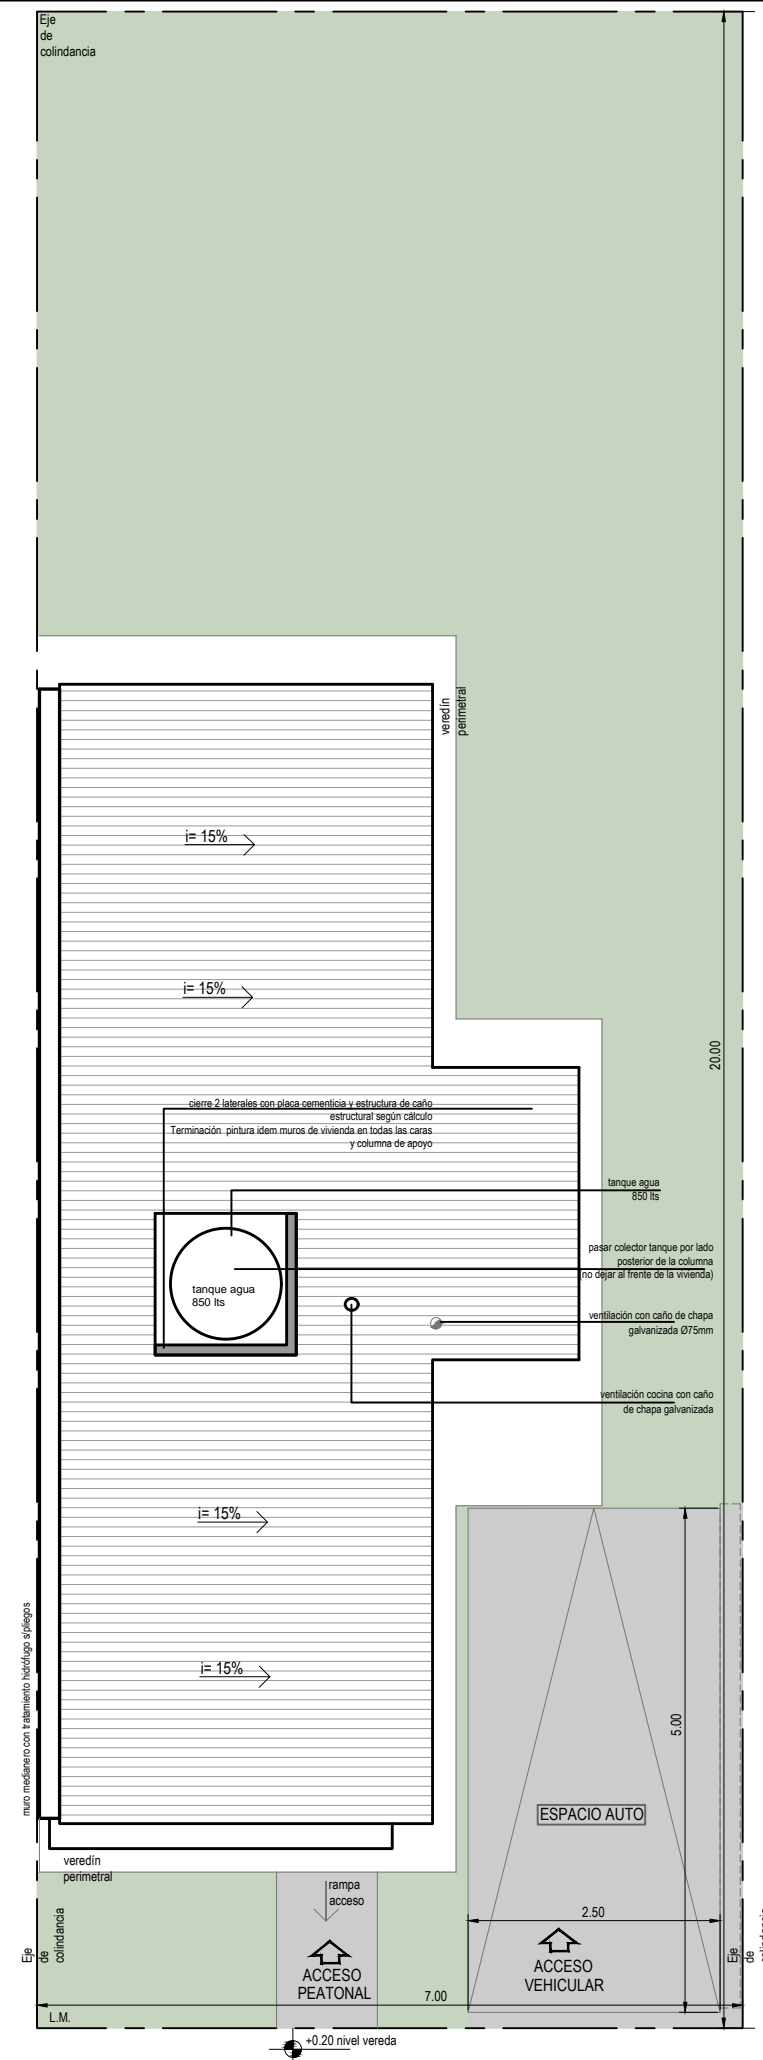 Eje
de
colindancia
veredín
perimetral
i= 15%
i= 15%
20.00
cierre 2 laterales con placa cementicia y estructura de caño
estructural según cálculo
Terminación pintura idem muros de vivienda en todas las caras
y columna de apoyo
tanque agua
850 lts
pasar colector tanque por lado
posterior de la columna
(no dejar al frente de la vivienda)
tanque agua
850 lts
ventilación con caño de chapa
galvanizada Ø75mm
ventilación cocina con caño
de chapa galvanizada
i= 15%
muro medianero con tratamiento hidrófugo s/pliegos
i= 15%
5.00
ESPACIO AUTO
veredín
perimetral
rampa
acceso
2.50
Eje
de
colindancia
Eje
de
colindancia
ACCESO
PEATONAL
ACCESO
VEHICULAR
7.00
L.M.
+0.20 nivel vereda